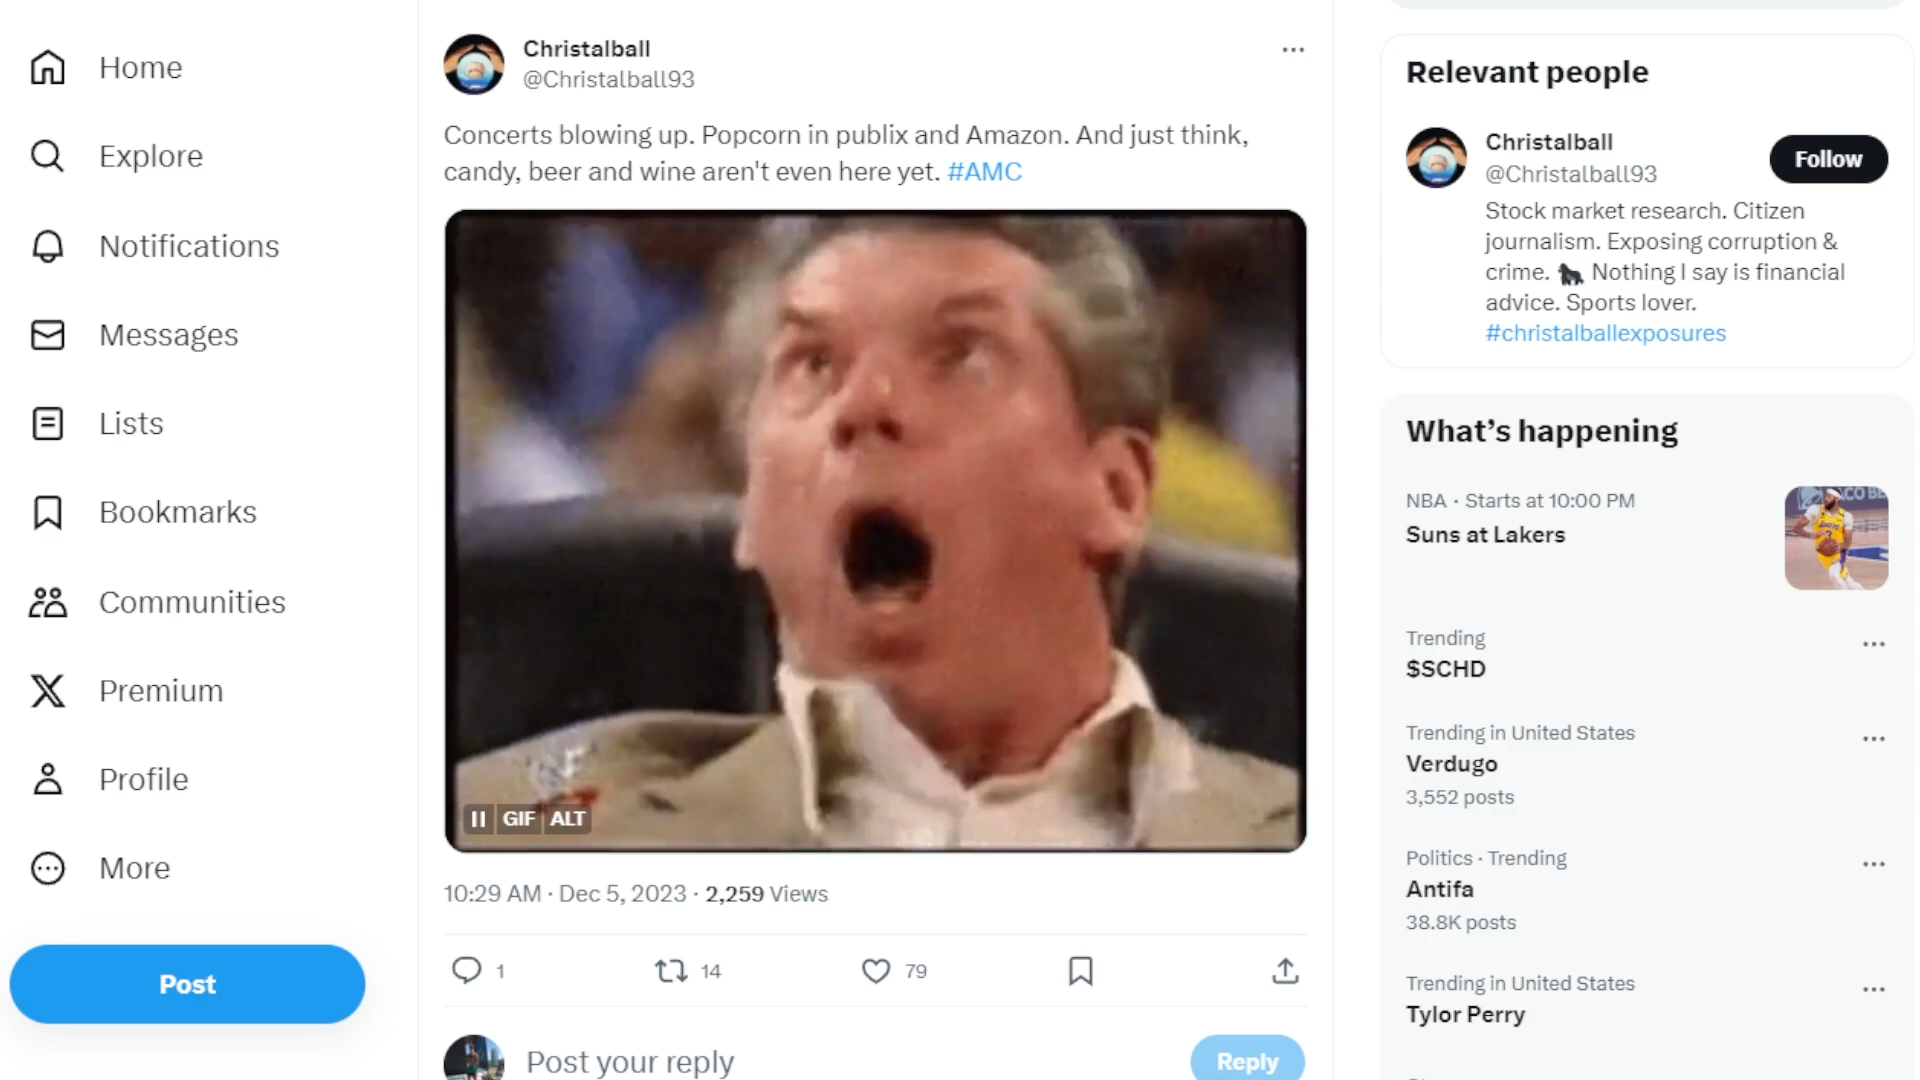 Home
Explore
Notifications
Messages
Lists
Bookmarks
Communities
Premium
Profile
More
Post
Christalball
@Christalball93
Concerts blowing up. Popcorn in publix and Amazon. And just think,
candy, beer and wine aren't even here yet. #AMC
GIF ALT
10:29 AM · Dec 5, 2023 · 2,259 Views
1
14
79
Post your reply
Reply
Relevant people
Christalball
@Christalball93
Follow
Stock market research. Citizen
journalism. Exposing corruption &
crime. 🦍 Nothing I say is financial
advice. Sports lover.
#christalballexposures
What's happening
NBA · Starts at 10:00 PM
Suns at Lakers
Trending
$SCHD
Trending in United States
Verdugo
3,552 posts
Politics · Trending
Antifa
38.8K posts
Trending in United States
Tylor Perry